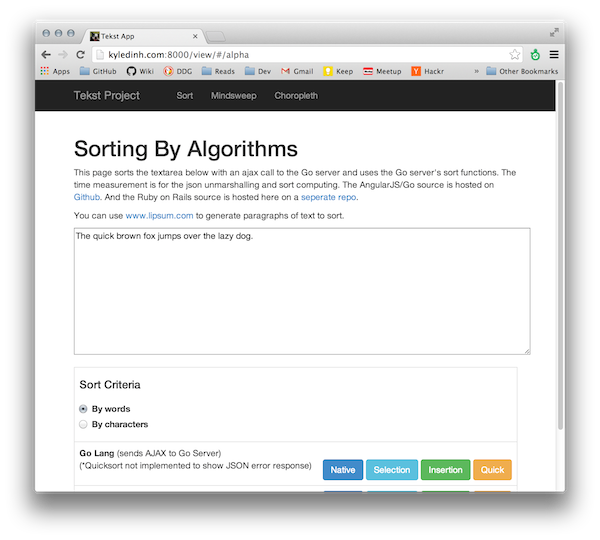 Tekst App
kyledinh.com:8000/view/#/alpha
Apps GitHub Wiki DDG Reads Dev Gmail Keep Meetup Hackr » Other Bookmarks
Tekst Project Sort Mindsweep Choropleth
Sorting By Algorithms
This page sorts the textarea below with an ajax call to the Go server and uses the Go server's sort functions. The
time measurement is for the json unmarshalling and sort computing. The AngularJS/Go source is hosted on
Github. And the Ruby on Rails source is hosted here on a seperate repo.
You can use www.lipsum.com to generate paragraphs of text to sort.
The quick brown fox jumps over the lazy dog.
Sort Criteria
By words
By characters
Go Lang (sends AJAX to Go Server)
(*Quicksort not implemented to show JSON error response)
Native Selection Insertion Quick